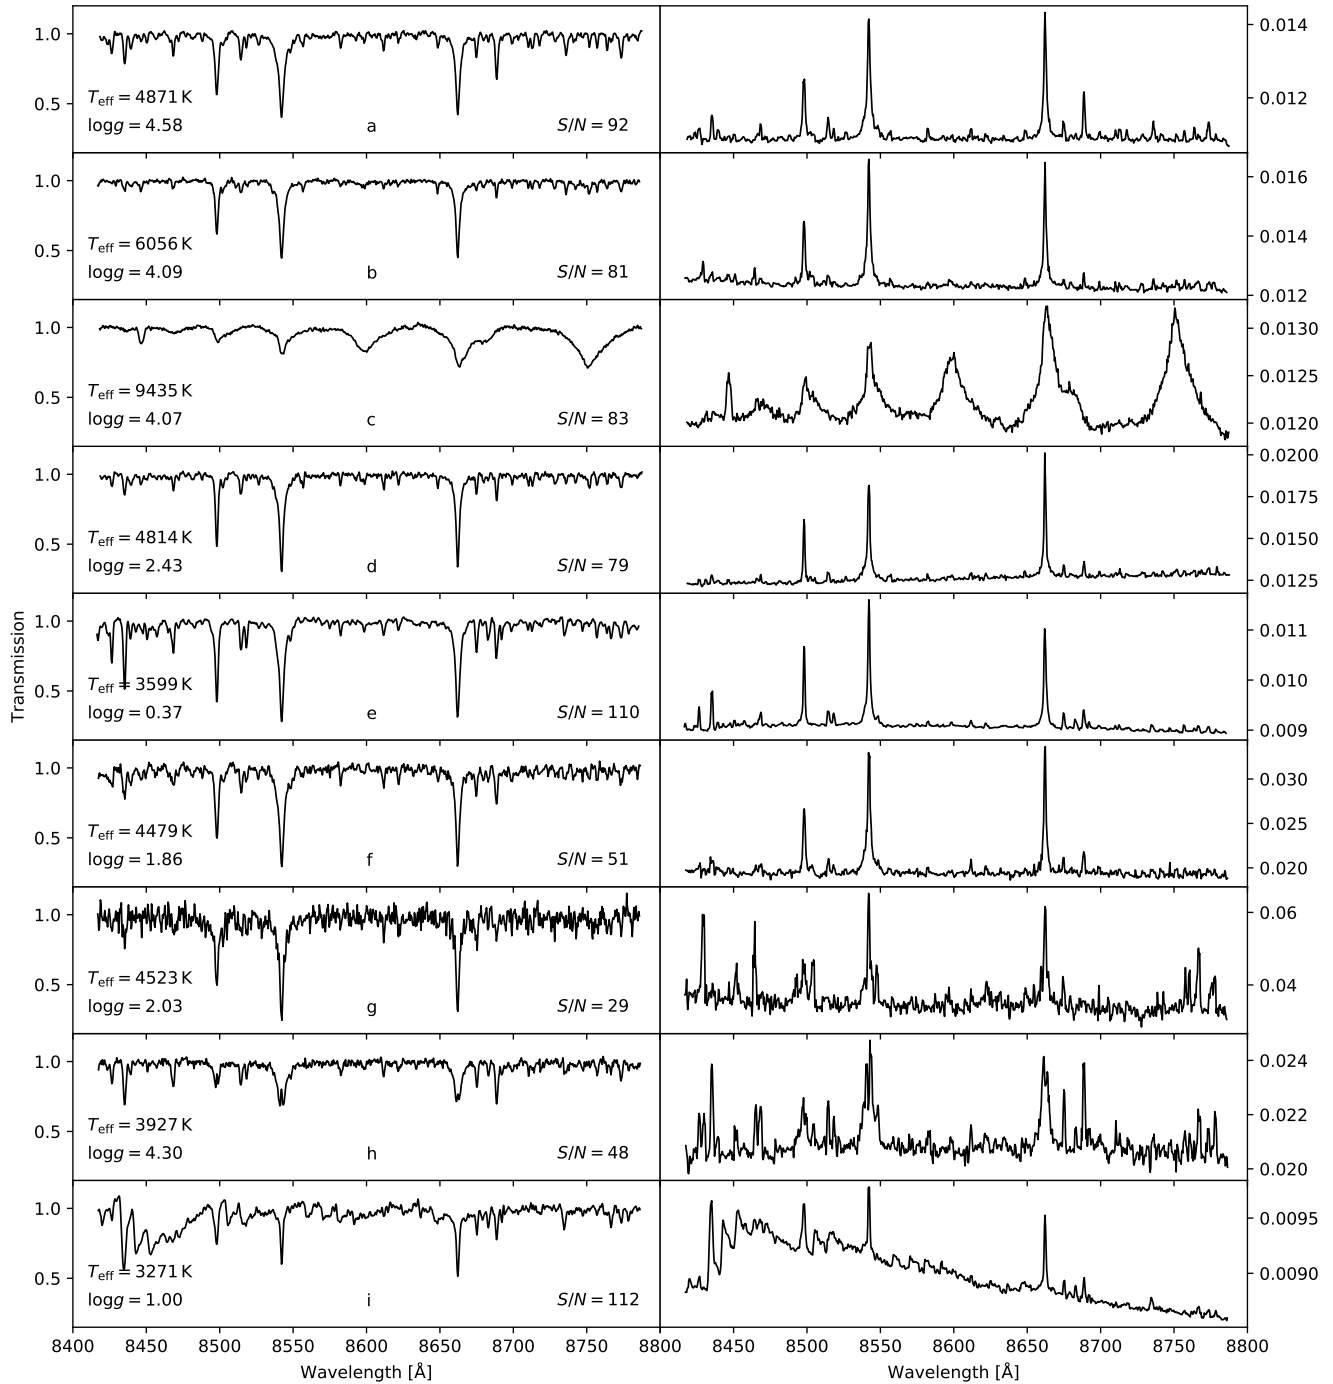 1.0
0.5
T_eff = 4871 K
log g = 4.58
a
S/N = 92
0.014
0.012
1.0
0.5
T_eff = 6056 K
log g = 4.09
b
S/N = 81
0.016
0.014
0.012
1.0
0.5
T_eff = 9435 K
log g = 4.07
c
S/N = 83
0.0130
0.0125
0.0120
1.0
0.5
T_eff = 4814 K
log g = 2.43
d
S/N = 79
0.0200
0.0175
0.0150
0.0125
Transmission
1.0
0.5
T_eff = 3599 K
log g = 0.37
e
S/N = 110
0.011
0.010
0.009
1.0
0.5
T_eff = 4479 K
log g = 1.86
f
S/N = 51
0.030
0.025
0.020
1.0
0.5
T_eff = 4523 K
log g = 2.03
g
S/N = 29
0.06
0.04
1.0
0.5
T_eff = 3927 K
log g = 4.30
h
S/N = 48
0.024
0.022
0.020
1.0
0.5
T_eff = 3271 K
log g = 1.00
i
S/N = 112
0.0095
0.0090
8400 8450 8500 8550 8600 8650 8700 8750 880 8450 8500 8550 8600 8650 8700 8750 8800
Wavelength [Å] Wavelength [Å]